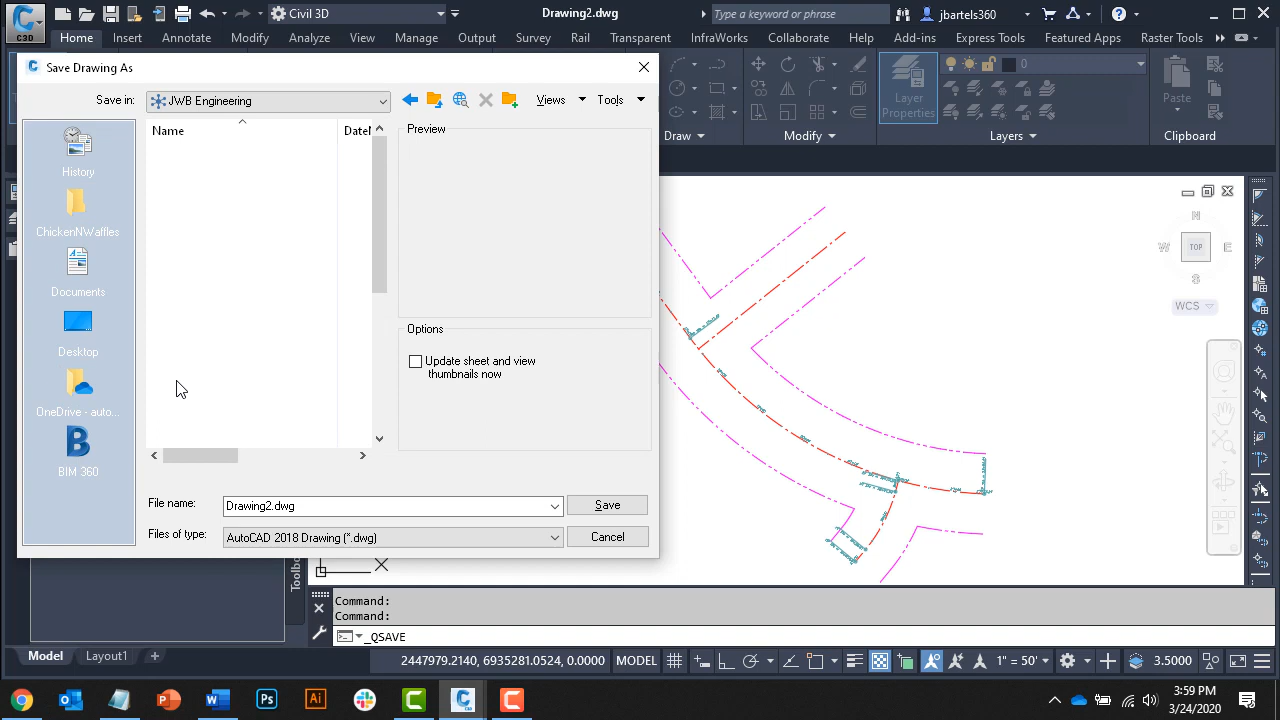 Civil 3D
Drawing2.dwg
Type a keyword or phrase
jbartels360
C3D
Home
Insert
Annotate
Modify
Analyze
View
Manage
Output
Survey
Rail
Transparent
InfraWorks
Collaborate
Help
Add-ins
Express Tools
Featured Apps
Raster Tools
Save Drawing As
Save in:
JWB Engineering
Views
Tools
Name
Preview
History
ChickenNWaffles
Documents
Desktop
OneDrive - auto...
BIM 360
Options
Update sheet and view
thumbnails now
File name:
Drawing2.dwg
Save
Files of type:
AutoCAD 2018 Drawing (*.dwg)
Cancel
0
Layer
Properties
Paste
Draw
Modify
Layers
Clipboard
N
W
TOP
E
S
WCS
Toolbox
Command:
Command:
_QSAVE
Model
Layout1
2447979.2140, 6935281.0524, 0.0000
MODEL
1" = 50'
3.5000
Ps
Ai
3:59 PM
3/24/2020